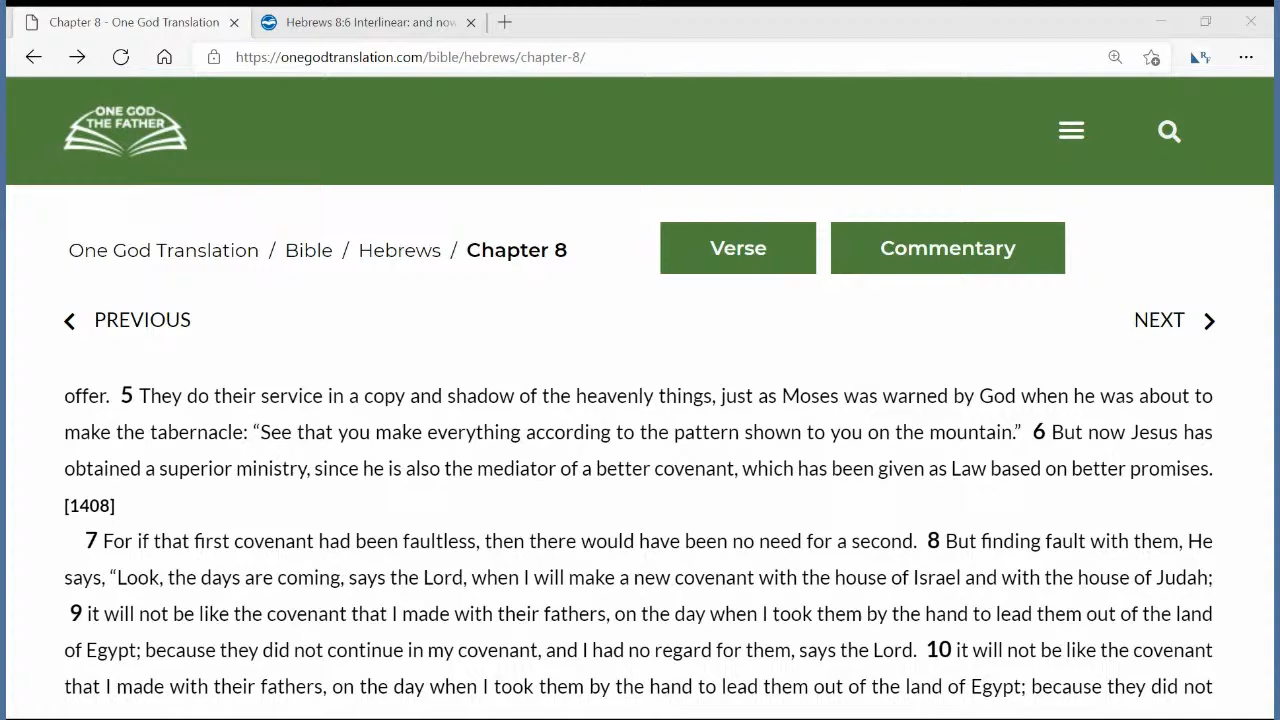 Chapter 8 - One God Translation
Hebrews 8:6 Interlinear: and now
https://onegodtranslation.com/bible/hebrews/chapter-8/
ONE GOD
THE FATHER
One God Translation / Bible / Hebrews / Chapter 8
Verse
Commentary
PREVIOUS
NEXT
offer. 5 They do their service in a copy and shadow of the heavenly things, just as Moses was warned by God when he was about to
make the tabernacle: “See that you make everything according to the pattern shown to you on the mountain.” 6 But now Jesus has
obtained a superior ministry, since he is also the mediator of a better covenant, which has been given as Law based on better promises.
[1408]
7 For if that first covenant had been faultless, then there would have been no need for a second. 8 But finding fault with them, He
says, “Look, the days are coming, says the Lord, when I will make a new covenant with the house of Israel and with the house of Judah;
9 it will not be like the covenant that I made with their fathers, on the day when I took them by the hand to lead them out of the land
of Egypt; because they did not continue in my covenant, and I had no regard for them, says the Lord. 10 it will not be like the covenant
that I made with their fathers, on the day when I took them by the hand to lead them out of the land of Egypt; because they did not